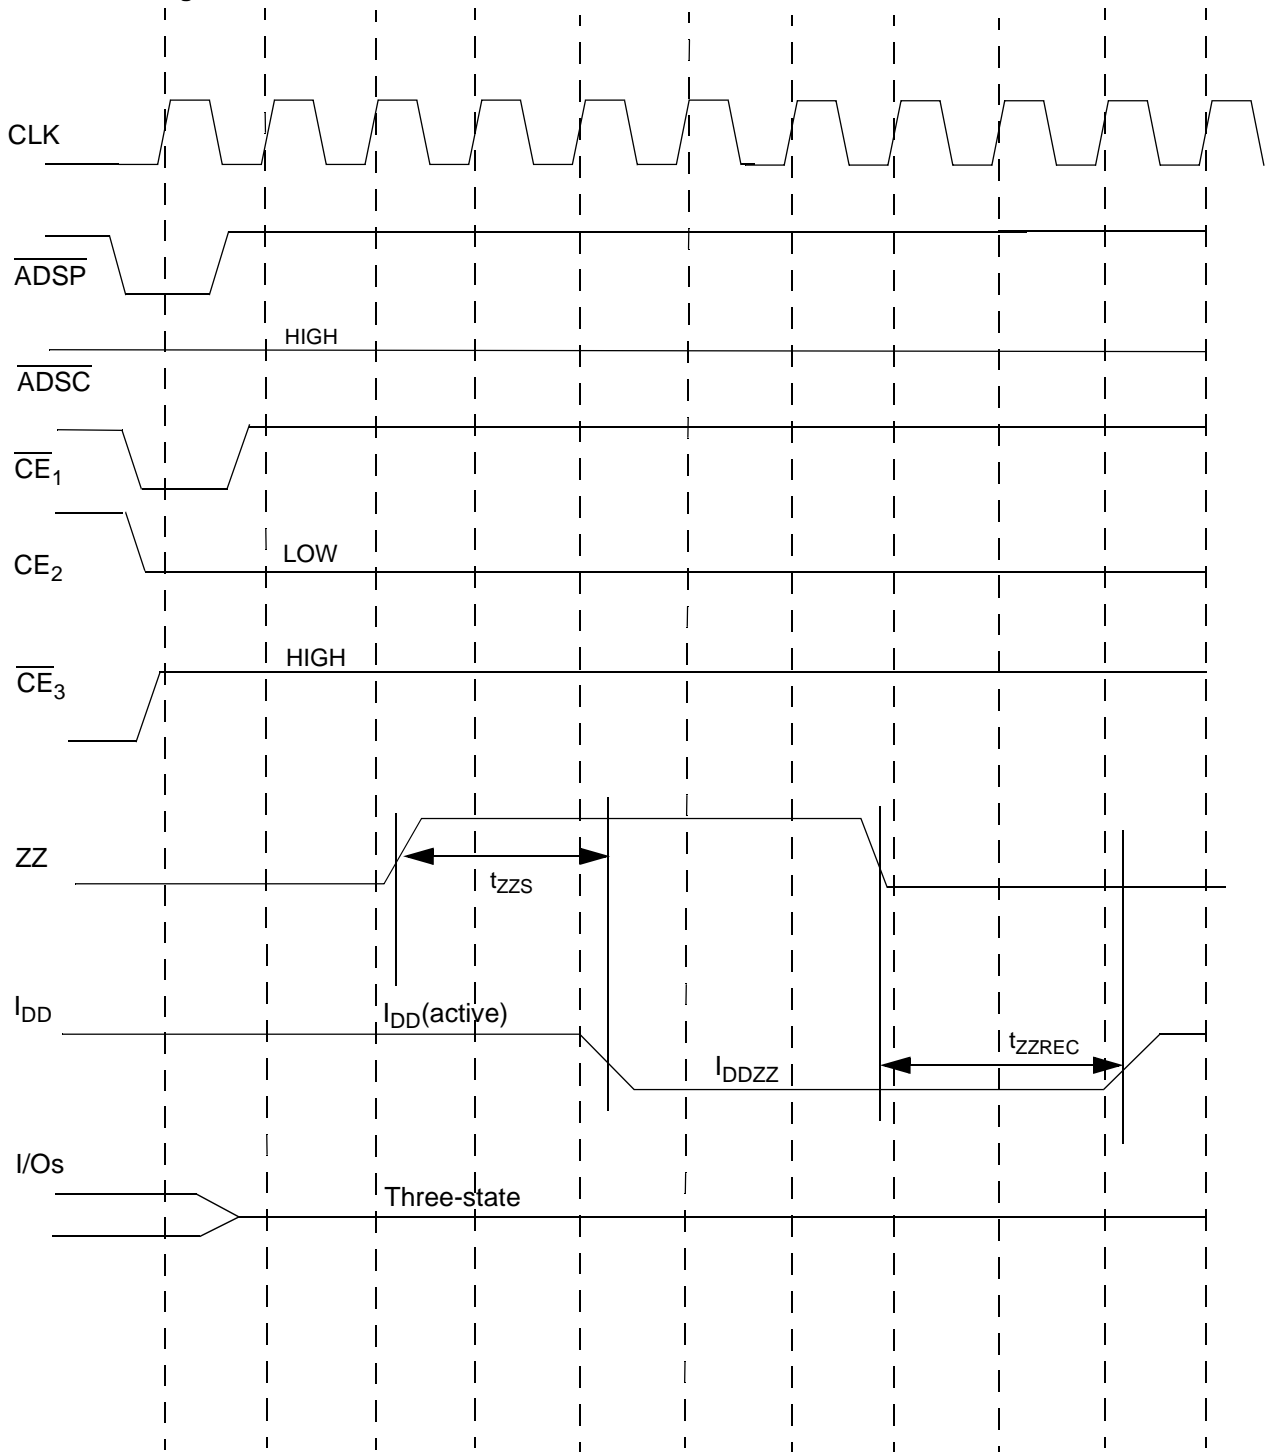 CLK
ADSP
HIGH
ADSC
CE1
LOW
CE2
HIGH
CE3
ZZ
tZZS
IDD
IDD(active)
tZZREC
IDDZZ
I/Os
Three-state